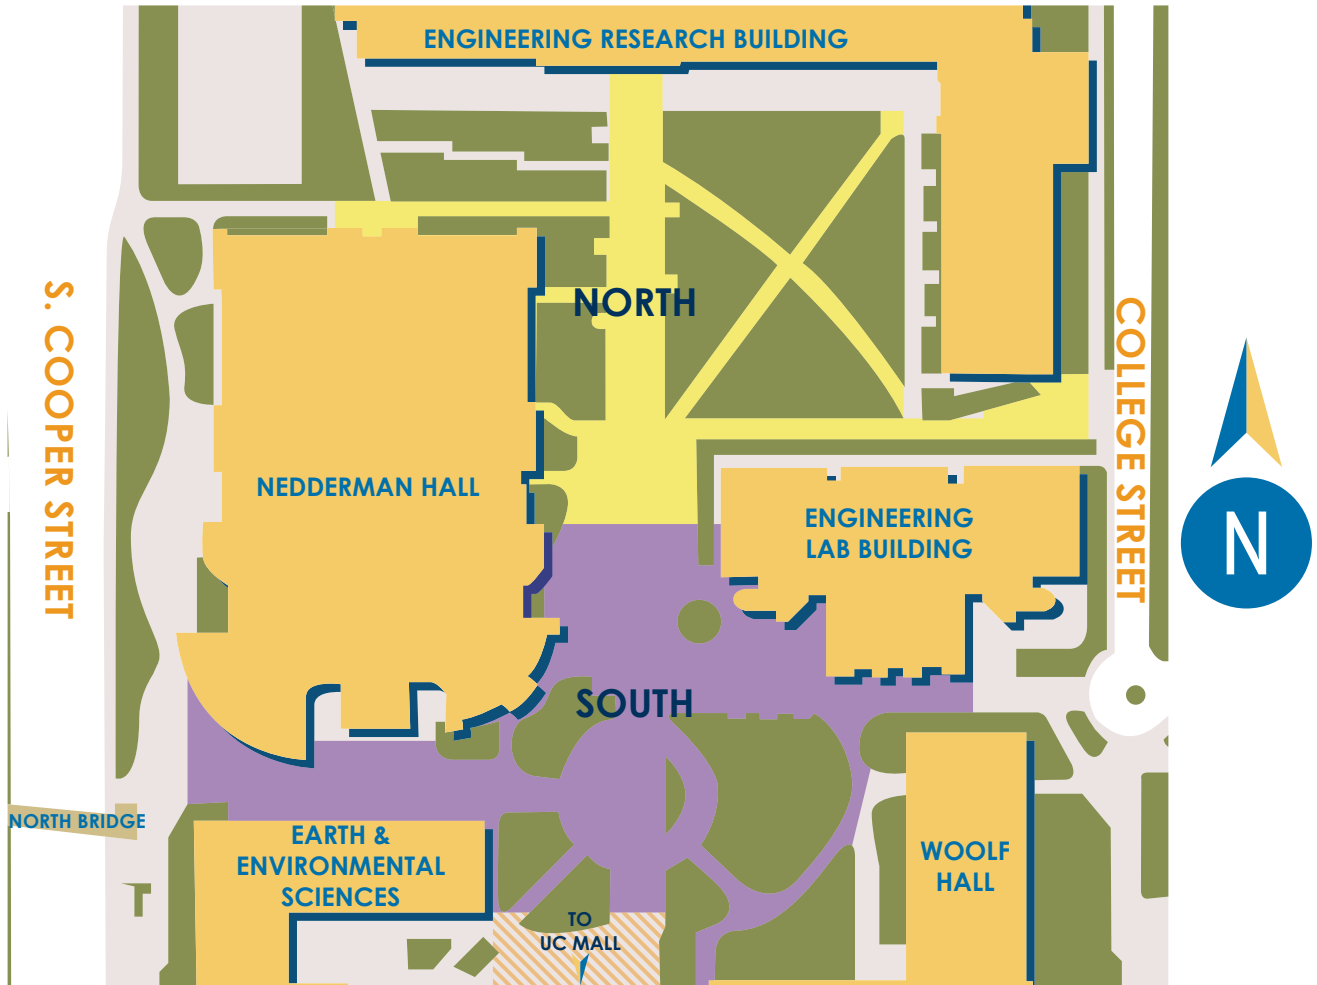 ENGINEERING RESEARCH BUILDING
S. COOPER STREET
NORTH
COLLEGE STREET
NEDDERMAN HALL
ENGINEERING
LAB BUILDING
N
SOUTH
NORTH BRIDGE
EARTH &
ENVIRONMENTAL
SCIENCES
WOOLF
HALL
TO
UC MALL